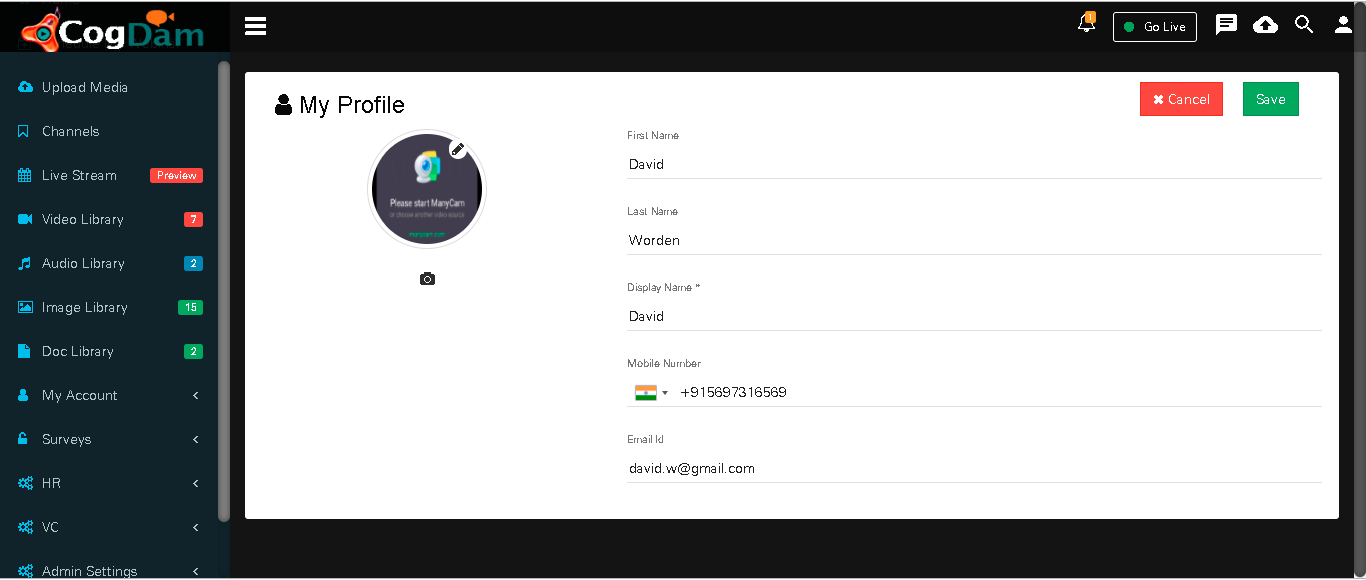 CogDam
1
Go Live
Upload Media
Channels
Live Stream Preview
Video Library 7
Audio Library 2
Image Library 15
Doc Library 2
My Account
Surveys
HR
VC
Admin Settings
My Profile
Cancel
Save
Please start ManyCam
or choose another video source
manycam.com
First Name
David
Last Name
Worden
Display Name *
David
Mobile Number
+915697316569
Email Id
david.w@gmail.com